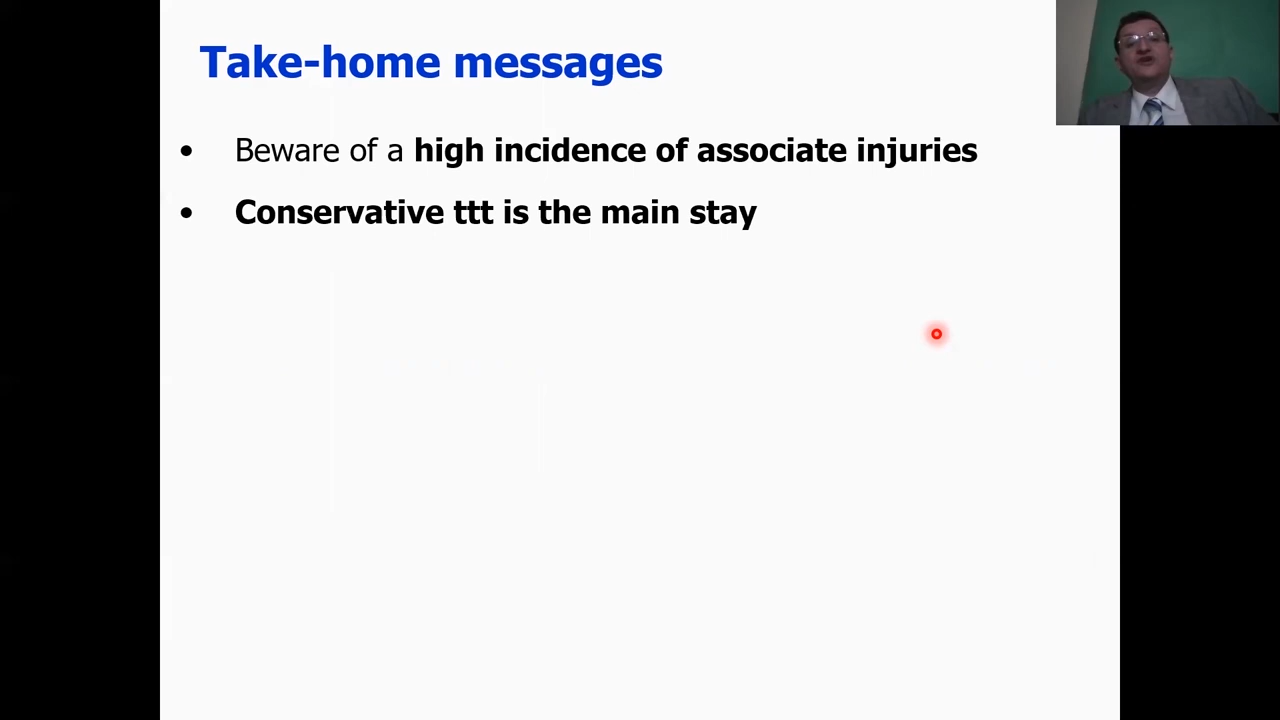 Take-home messages
• Beware of a high incidence of associate injuries
• Conservative ttt is the main stay